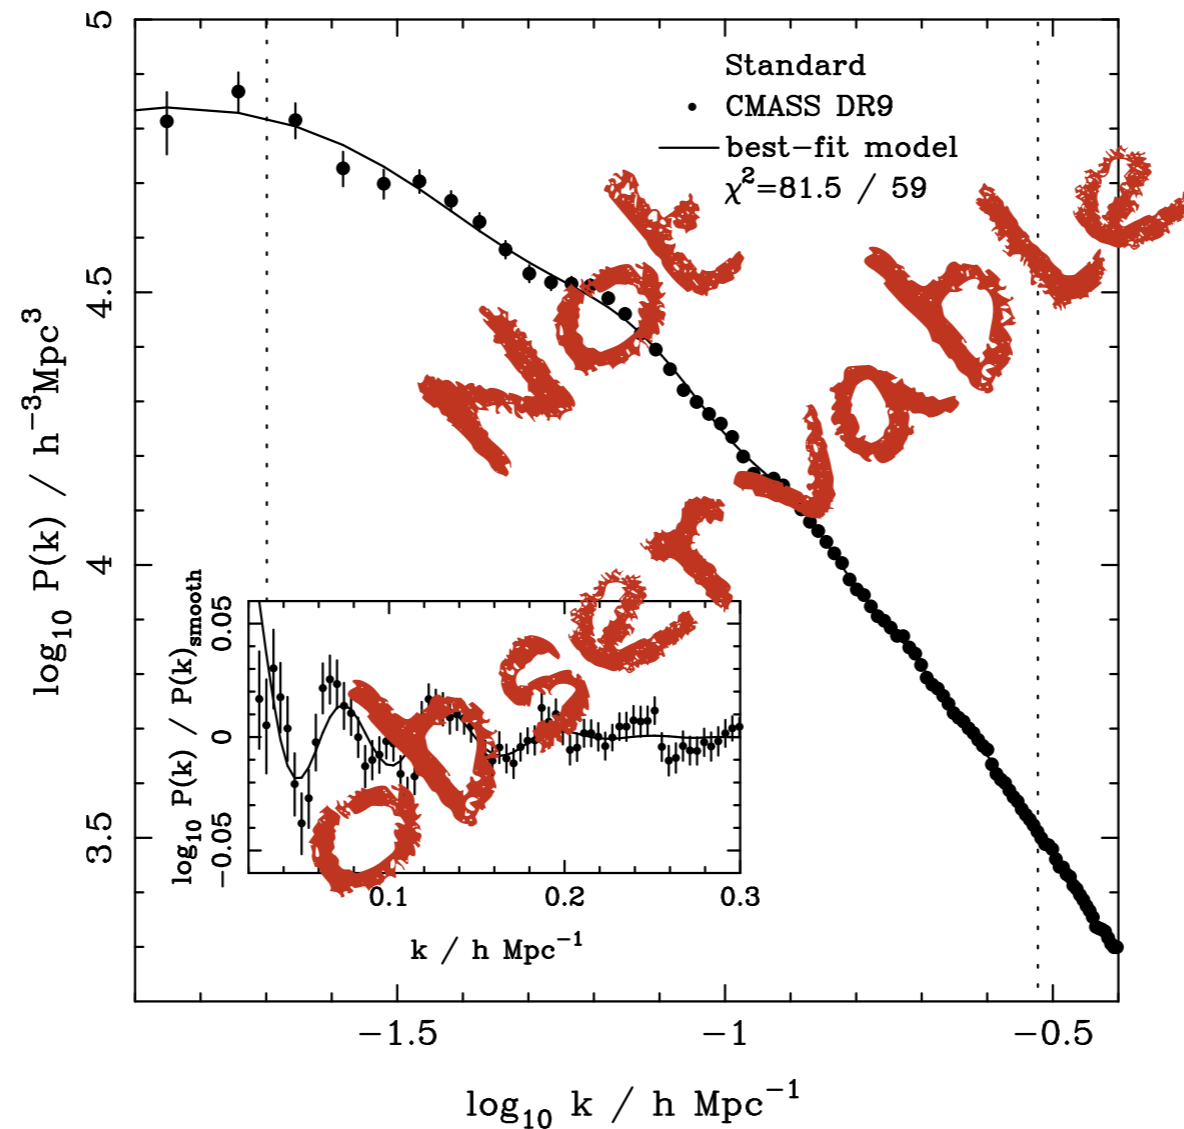 Standard
CMASS DR9
best-fit model
χ²=81.5 / 59
Not
observable
log₁₀ P(k) / h⁻³Mpc³
5
4.5
4
3.5
log₁₀ P(k) / P(k)smooth
0.05
0
−0.05
0.1 0.2 0.3
k / h Mpc⁻¹
−1.5 −1 −0.5
log₁₀ k / h Mpc⁻¹